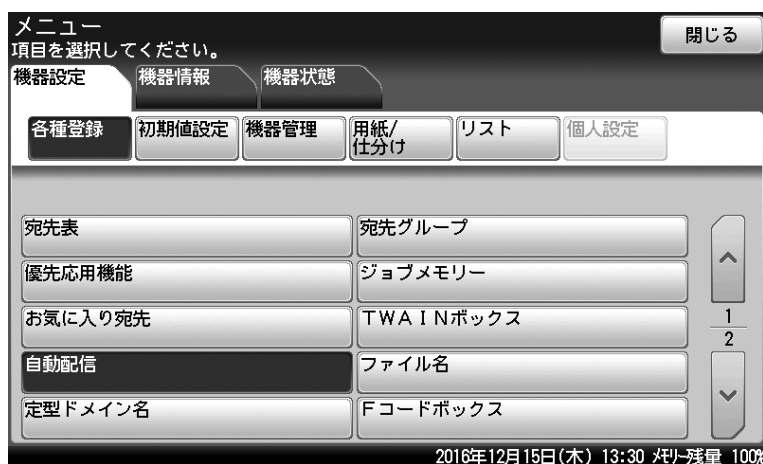 メニュー
項目を選択してください。
閉じる
機器設定
機器情報
機器状態
各種登録
初期値設定
機器管理
用紙/
仕分け
リスト
個人設定
宛先表
宛先グループ
優先応用機能
ジョブメモリー
お気に入り宛先
ＴＷＡＩＮボックス
1
2
自動配信
ファイル名
定型ドメイン名
Ｆコードボックス
2016年12月15日(木) 13:30 ﾒﾓﾘｰ残量 100%